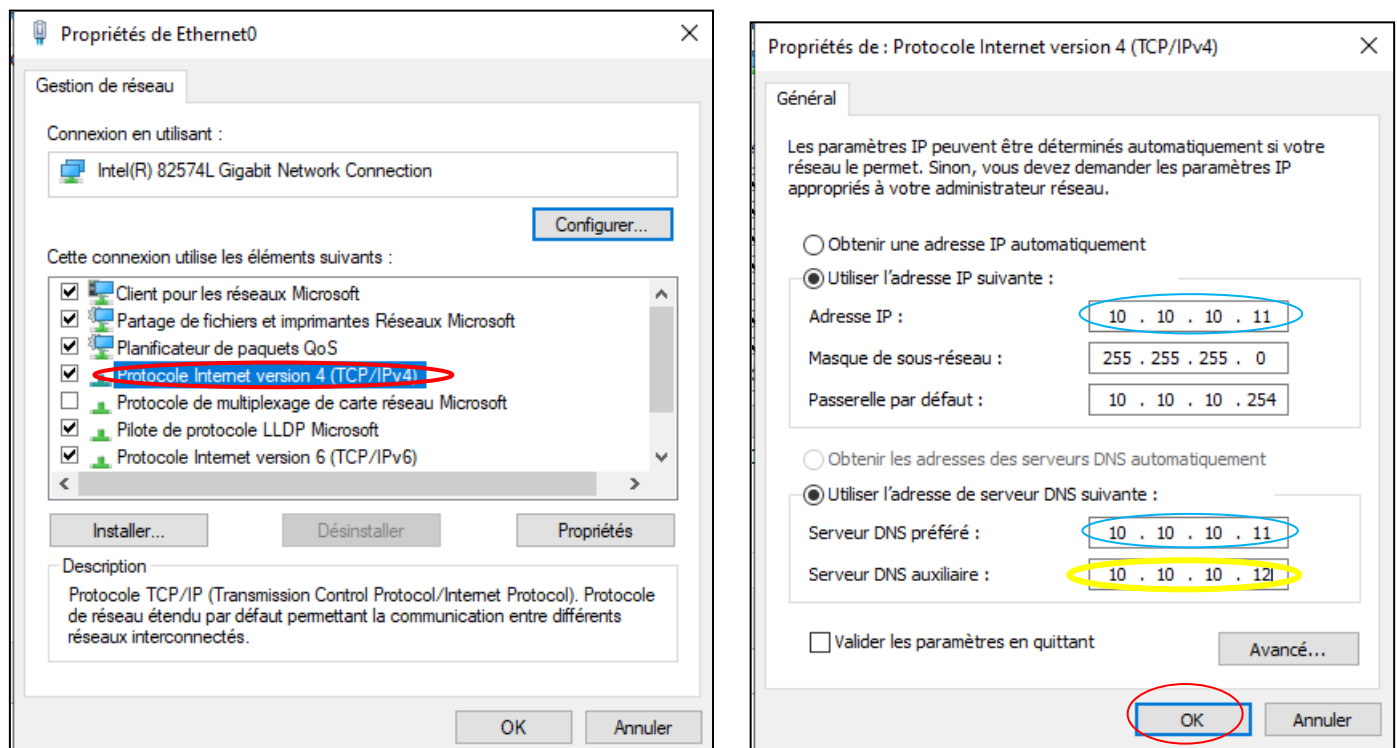 Propriétés de Ethernet0
Gestion de réseau
Connexion en utilisant :
Intel(R) 82574L Gigabit Network Connection
Configurer...
Cette connexion utilise les éléments suivants :
Client pour les réseaux Microsoft
Partage de fichiers et imprimantes Réseaux Microsoft
Planificateur de paquets QoS
Protocole Internet version 4 (TCP/IPv4)
Protocole de multiplexage de carte réseau Microsoft
Pilote de protocole LLDP Microsoft
Protocole Internet version 6 (TCP/IPv6)
Installer...
Désinstaller
Propriétés
Description
Protocole TCP/IP (Transmission Control Protocol/Internet Protocol). Protocole
de réseau étendu par défaut permettant la communication entre différents
réseaux interconnectés.
OK
Annuler
Propriétés de : Protocole Internet version 4 (TCP/IPv4)
Général
Les paramètres IP peuvent être déterminés automatiquement si votre
réseau le permet. Sinon, vous devez demander les paramètres IP
appropriés à votre administrateur réseau.
Obtenir une adresse IP automatiquement
Utiliser l'adresse IP suivante :
Adresse IP : 10 . 10 . 10 . 11
Masque de sous-réseau : 255 . 255 . 255 . 0
Passerelle par défaut : 10 . 10 . 10 . 254
Obtenir les adresses des serveurs DNS automatiquement
Utiliser l'adresse de serveur DNS suivante :
Serveur DNS préféré : 10 . 10 . 10 . 11
Serveur DNS auxiliaire : 10 . 10 . 10 . 12
Valider les paramètres en quittant
Avancé...
OK
Annuler